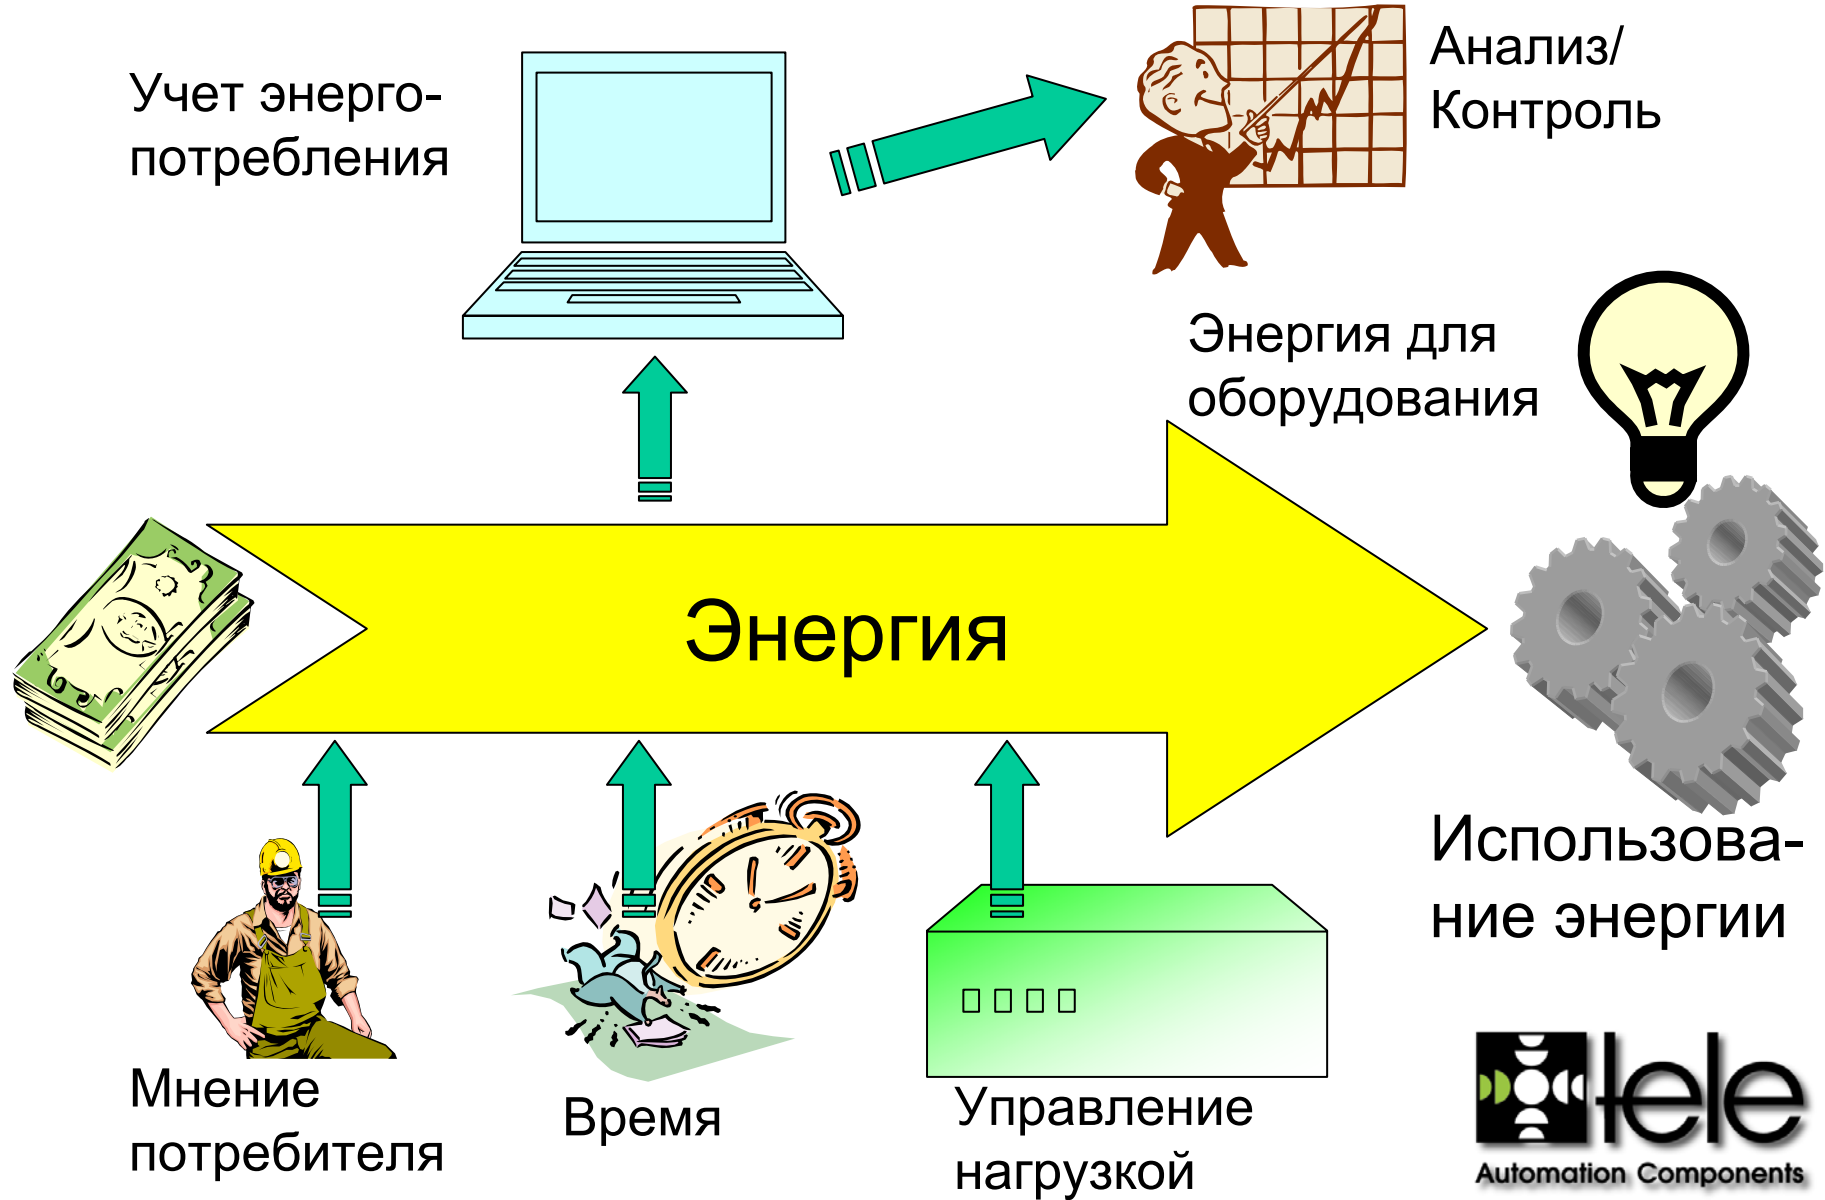 Учет энерго-
потребления
Анализ/
Контроль
Энергия для
оборудования
Энергия
Использова-
ние энергии
Мнение
потребителя
Время
Управление
нагрузкой
tele
Automation Components